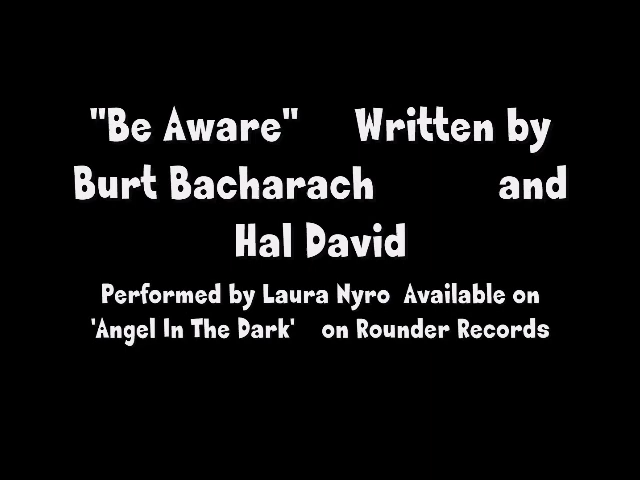 "Be Aware" Written by
Burt Bacharach and
Hal David
Performed by Laura Nyro Available on
'Angel In The Dark' on Rounder Records